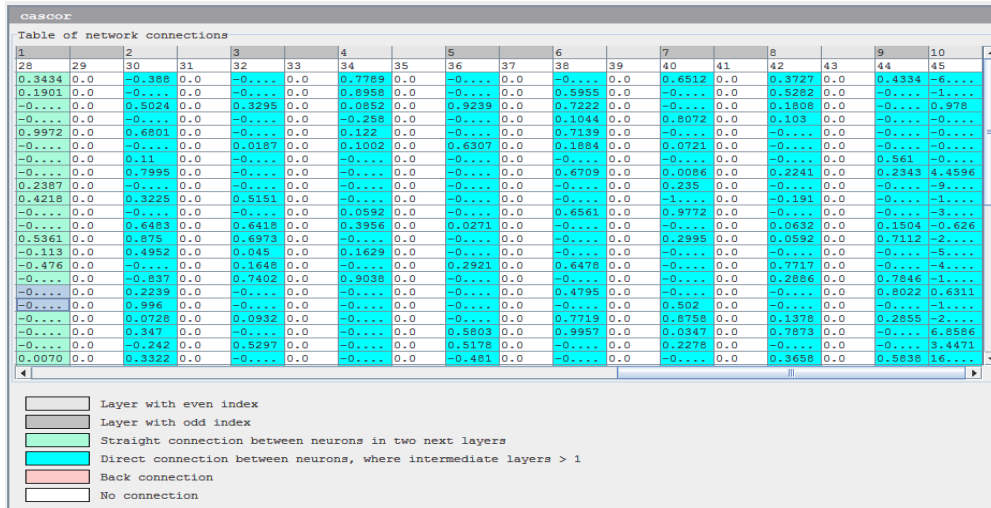 cascor
Table of network connections
1 2 3 4 5 6 7 8 9 10
28 29 30 31 32 33 34 35 36 37 38 39 40 41 42 43 44 45
0.3434 0.0 -0.388 0.0 -0.... 0.0 0.7789 0.0 -0.... 0.0 -0.... 0.0 0.6512 0.0 0.3727 0.0 0.4334 -6....
0.1901 0.0 -0.... 0.0 -0.... 0.0 0.8958 0.0 -0.... 0.0 0.5955 0.0 -0.... 0.0 0.5282 0.0 -0.... -1....
-0.... 0.0 0.5024 0.0 0.3295 0.0 0.0852 0.0 0.9239 0.0 0.7222 0.0 -0.... 0.0 0.1808 0.0 -0.... 0.978
-0.... 0.0 -0.... 0.0 -0.... 0.0 -0.258 0.0 -0.... 0.0 0.1044 0.0 0.8072 0.0 0.103 0.0 -0.... -0....
0.9972 0.0 0.6801 0.0 -0.... 0.0 0.122 0.0 -0.... 0.0 0.7139 0.0 -0.... 0.0 -0.... 0.0 -0.... -0....
-0.... 0.0 -0.... 0.0 0.0187 0.0 0.1002 0.0 0.6307 0.0 0.1884 0.0 0.0721 0.0 -0.... 0.0 -0.... -0....
-0.... 0.0 0.11 0.0 -0.... 0.0 -0.... 0.0 -0.... 0.0 -0.... 0.0 -0.... 0.0 -0.... 0.0 0.561 -0....
-0.... 0.0 0.7995 0.0 -0.... 0.0 -0.... 0.0 -0.... 0.0 0.6709 0.0 0.0086 0.0 0.2241 0.0 0.2343 4.4596
0.2387 0.0 -0.... 0.0 -0.... 0.0 -0.... 0.0 -0.... 0.0 -0.... 0.0 0.235 0.0 -0.... 0.0 -0.... -9....
0.4218 0.0 0.3225 0.0 0.5151 0.0 -0.... 0.0 -0.... 0.0 -0.... 0.0 -1.... 0.0 -0.191 0.0 -0.... -1....
-0.... 0.0 -0.... 0.0 -0.... 0.0 0.0592 0.0 -0.... 0.0 0.6561 0.0 0.9772 0.0 -0.... 0.0 -0.... -3....
-0.... 0.0 0.6483 0.0 0.6418 0.0 0.3956 0.0 0.0271 0.0 -0.... 0.0 -0.... 0.0 0.0632 0.0 0.1504 -0.626
0.5361 0.0 0.875 0.0 0.6973 0.0 -0.... 0.0 -0.... 0.0 -0.... 0.0 0.2995 0.0 0.0592 0.0 0.7112 -2....
-0.113 0.0 0.4952 0.0 0.045 0.0 0.1629 0.0 -0.... 0.0 -0.... 0.0 -0.... 0.0 -0.... 0.0 -0.... -5....
-0.476 0.0 -0.... 0.0 0.1648 0.0 -0.... 0.0 0.2921 0.0 0.6478 0.0 -0.... 0.0 0.7717 0.0 -0.... -4....
-0.... 0.0 -0.837 0.0 0.7402 0.0 0.9038 0.0 -0.... 0.0 -0.... 0.0 -0.... 0.0 0.2886 0.0 0.7846 -1....
-0.... 0.0 0.2239 0.0 -0.... 0.0 -0.... 0.0 -0.... 0.0 0.4795 0.0 -0.... 0.0 -0.... 0.0 0.8022 0.6311
-0.... 0.0 0.996 0.0 -0.... 0.0 -0.... 0.0 -0.... 0.0 -0.... 0.0 0.502 0.0 -0.... 0.0 -0.... -1....
-0.... 0.0 0.0728 0.0 0.0932 0.0 -0.... 0.0 -0.... 0.0 0.7719 0.0 0.8758 0.0 0.1378 0.0 0.2855 -2....
-0.... 0.0 0.347 0.0 -0.... 0.0 -0.... 0.0 0.5803 0.0 0.9957 0.0 0.0347 0.0 0.7873 0.0 -0.... 6.8586
-0.... 0.0 -0.242 0.0 0.5297 0.0 -0.... 0.0 0.5178 0.0 -0.... 0.0 0.2278 0.0 -0.... 0.0 -0.... 3.4471
0.0070 0.0 0.3322 0.0 -0.... 0.0 -0.... 0.0 -0.481 0.0 -0.... 0.0 -0.... 0.0 0.3658 0.0 0.5838 16....
Layer with even index
Layer with odd index
Straight connection between neurons in two next layers
Direct connection between neurons, where intermediate layers > 1
Back connection
No connection